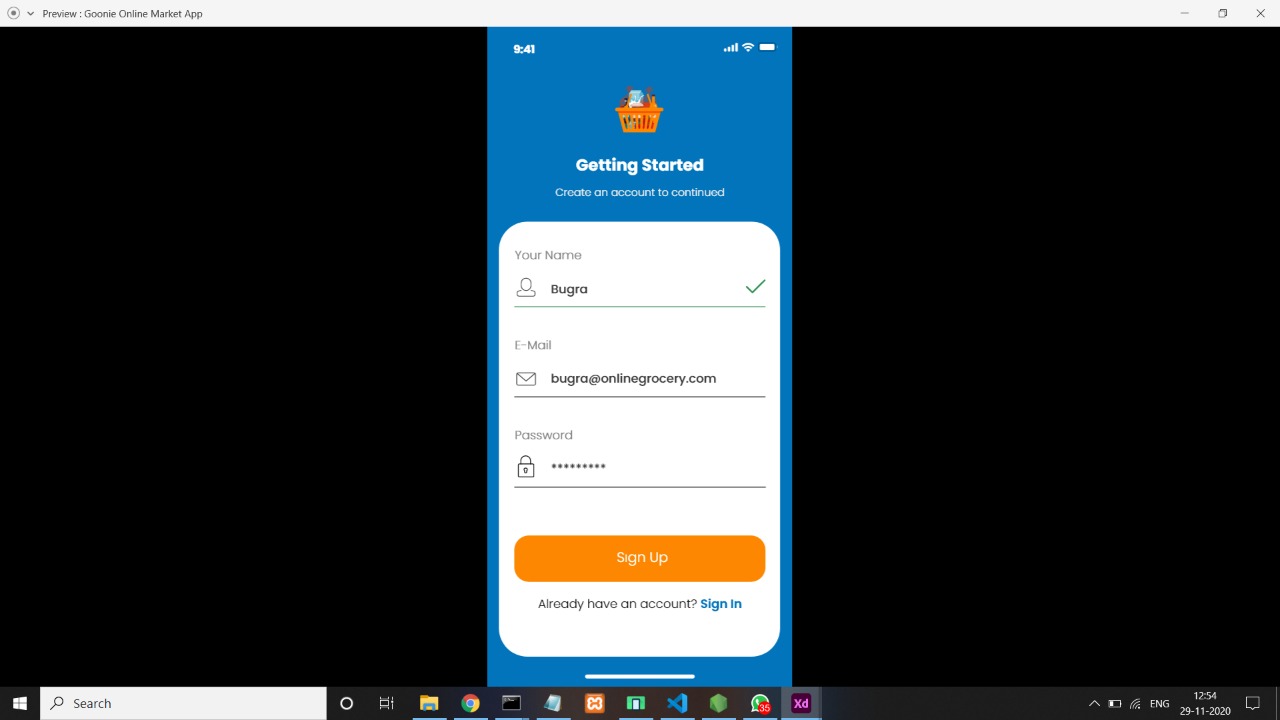 Preview : Goonie Online Market App
9:41
Getting Started
Create an account to continued
Your Name
Bugra
E-Mail
bugra@onlinegrocery.com
Password
*********
Sign Up
Already have an account? Sign In
Search
35
Xd
ENG
12:54
29-11-2020